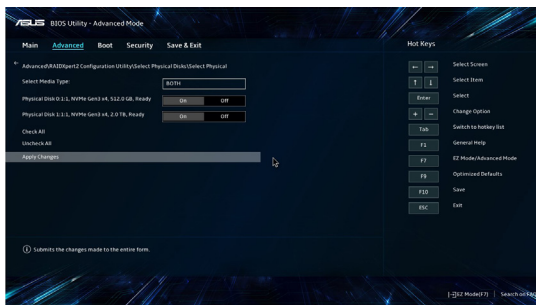 ASUS BIOS Utility - Advanced Mode
Main Advanced Boot Security Save & Exit Hot Keys
← Advanced\RAIDXpert2 Configuration Utility\Select Physical Disks\Select Physical
Select Media Type: BOTH
Physical Disk 0:1:1, NVMe Gen3 x4, 512.0 GB, Ready On Off
Physical Disk 1:1:1, NVMe Gen3 x4, 2.0 TB, Ready On Off
Check All
Uncheck All
Apply Changes
← → Select Screen
↑ ↓ Select Item
Enter Select
+ − Change Option
Tab Switch to hotkey list
F1 General Help
F7 EZ Mode/Advanced Mode
F9 Optimized Defaults
F10 Save
ESC Exit
Submits the changes made to the entire form.
EZ Mode(F7) | Search on FAQ